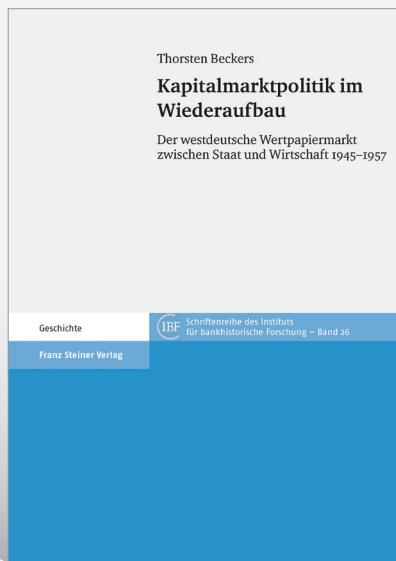 Thorsten Beckers
Kapitalmarktpolitik im
Wiederaufbau
Der westdeutsche Wertpapiermarkt
zwischen Staat und Wirtschaft 1945–1957
Geschichte
IBF
Schriftenreihe des Instituts
für bankhistorische Forschung – Band 26
Franz Steiner Verlag